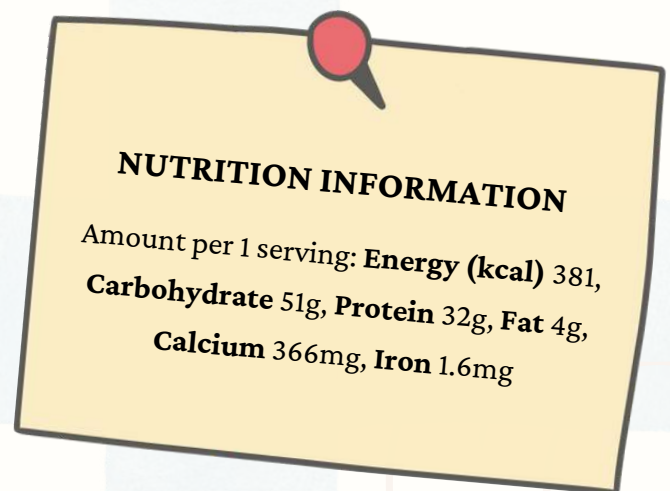 NUTRITION INFORMATION
Amount per 1 serving: Energy (kcal) 381,
Carbohydrate 51g, Protein 32g, Fat 4g,
Calcium 366mg, Iron 1.6mg